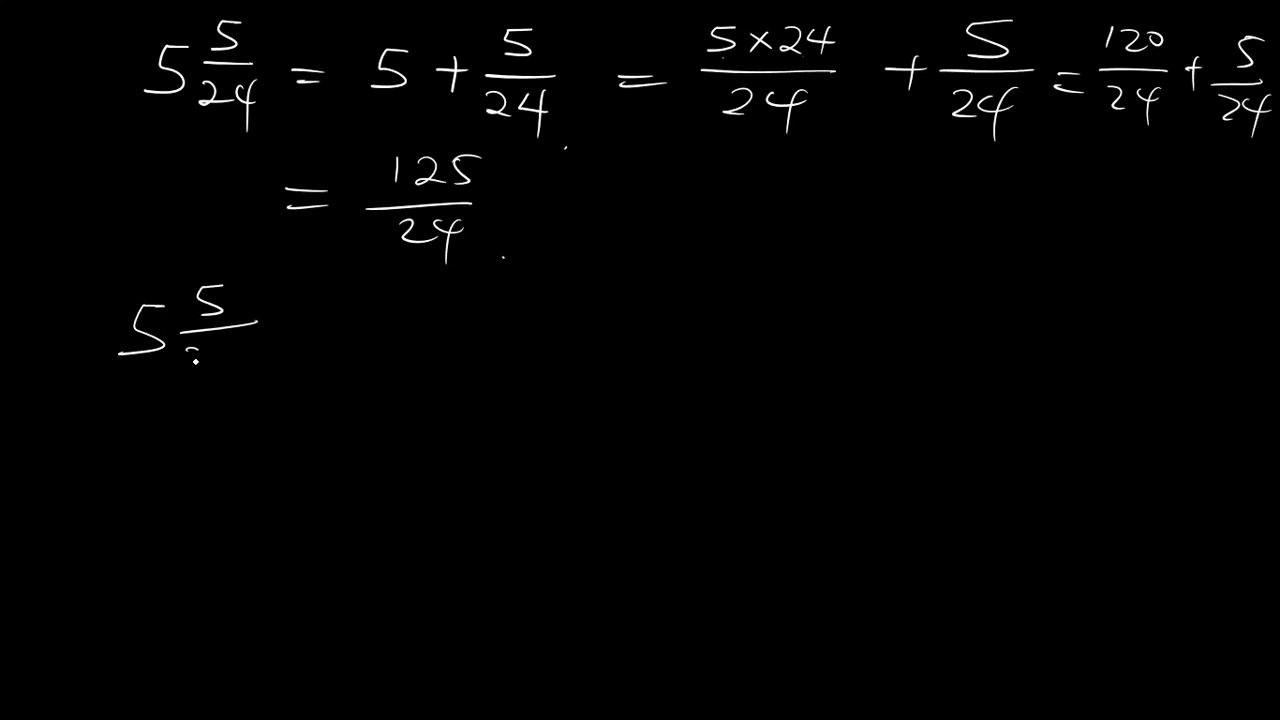 5 5/24 = 5 + 5/24 = 5×24/24 + 5/24 = 120/24 + 5/24
= 125/24
5 5/